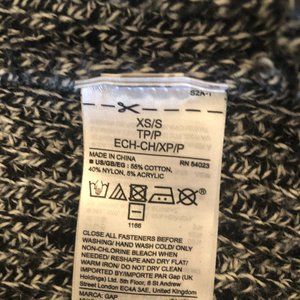 XS/S
TP/P
ECH-CH/XP/P
MADE IN CHINA RN 54023
■ US/GB/EG: 55% COTTON,
40% NYLON, 5% ACRYLIC
1166
CLOSE ALL FASTENERS BEFORE
WASHING/ HAND WASH COLD ONLY
NON-CHLORINE BLEACH WHEN
NEEDED/ RESHAPE AND DRY FLAT/
WARM IRON/ DO NOT DRY CLEAN
IMPORTED BY/IMPORTE PAR Gap (UK
Holdings) Ltd. 5th Floor, 6 St Andrew
Street London EC4A 3AE, United Kingdom
MARCA: GAP